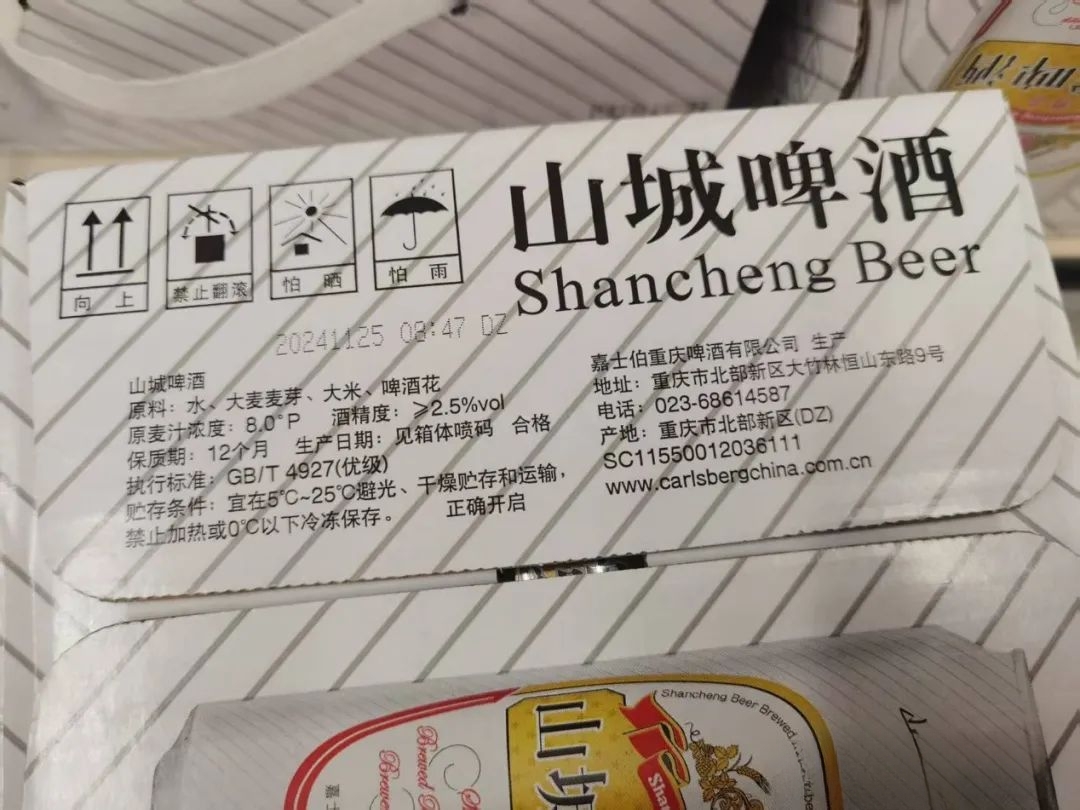 山城啤酒
Shancheng Beer
向 上
禁止翻滚
怕 晒
怕 雨
20241125 08:47 DZ
山城啤酒
原料：水、大麦麦芽、大米、啤酒花
原麦汁浓度：8.0°P 酒精度：≥2.5%vol
保质期：12个月 生产日期：见箱体喷码 合格
执行标准：GB/T 4927(优级)
贮存条件：宜在5℃~25℃避光、干燥贮存和运输，
禁止加热或0℃以下冷冻保存。 正确开启
嘉士伯重庆啤酒有限公司 生产
地址：重庆市北部新区大竹林恒山东路9号
电话：023-68614587
产地：重庆市北部新区(DZ)
SC11550012036111
www.carlsbergchina.com.cn
Shancheng Beer Brewed
山城
Brewed